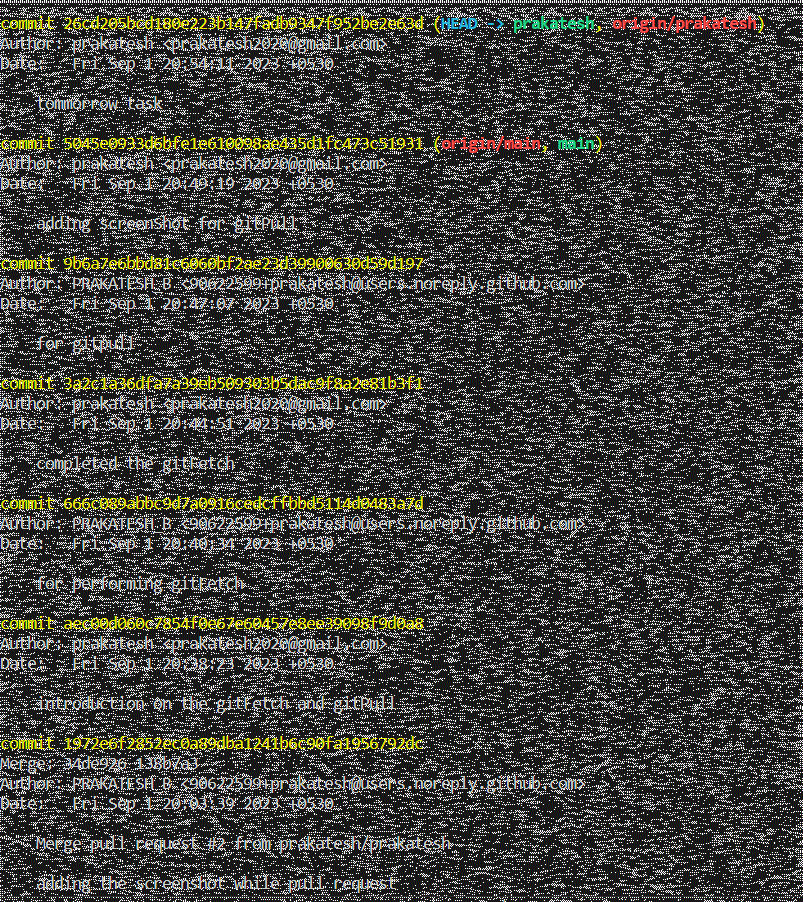 commit 26cd205bcd180e223b147fadb9347f952be2e63d (HEAD -> prakatesh, origin/prakatesh)
Author: prakatesh <prakatesh2020@gmail.com>
Date:   Fri Sep 1 20:54:11 2023 +0530
tommorrow task
commit 5045e0933d6bfe1e610098ae435d1fc473c51931 (origin/main, main)
Author: prakatesh <prakatesh2020@gmail.com>
Date:   Fri Sep 1 20:49:19 2023 +0530
adding screenshot for gitPull
commit 9b6a7e6bbd81c6060bf2ae23d39900630d59d197
Author: PRAKATESH B <90622599+prakatesh@users.noreply.github.com>
Date:   Fri Sep 1 20:47:07 2023 +0530
for gitpull
commit 3a2c1a36dfa7a39eb509303b5dac9f8a2e81b3f1
Author: prakatesh <prakatesh2020@gmail.com>
Date:   Fri Sep 1 20:44:51 2023 +0530
completed the gitFetch
commit 666c089abbc9d7a0916cedcffbbd5114d0483a7d
Author: PRAKATESH B <90622599+prakatesh@users.noreply.github.com>
Date:   Fri Sep 1 20:40:34 2023 +0530
for performing gitFetch
commit aec00d060c7854f0e67e60457e8ee39098f9d0a8
Author: prakatesh <prakatesh2020@gmail.com>
Date:   Fri Sep 1 20:38:23 2023 +0530
introduction on the gitFetch and gitPull
commit 1972e6f2852ec0a89dba1241b6c90fa1956792dc
Merge: 34de926 138b7a3
Author: PRAKATESH B <90622599+prakatesh@users.noreply.github.com>
Date:   Fri Sep 1 20:03:39 2023 +0530
Merge pull request #2 from prakatesh/prakatesh
adding the screenshot while pull request